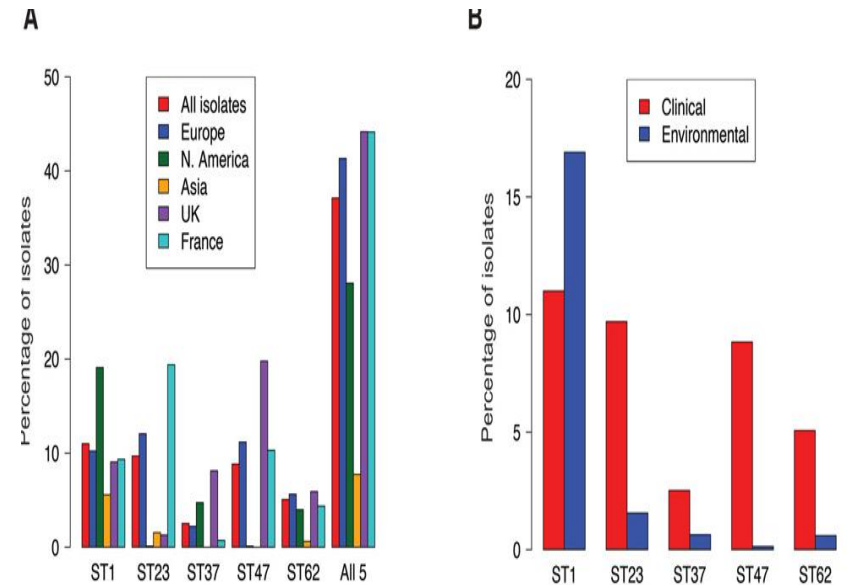 A
B
50
40
30
20
10
0
Percentage of isolates
All isolates
Europe
N. America
Asia
UK
France
ST1 ST23 ST37 ST47 ST62 All 5
20
15
10
5
0
Percentage of isolates
Clinical
Environmental
ST1 ST23 ST37 ST47 ST62